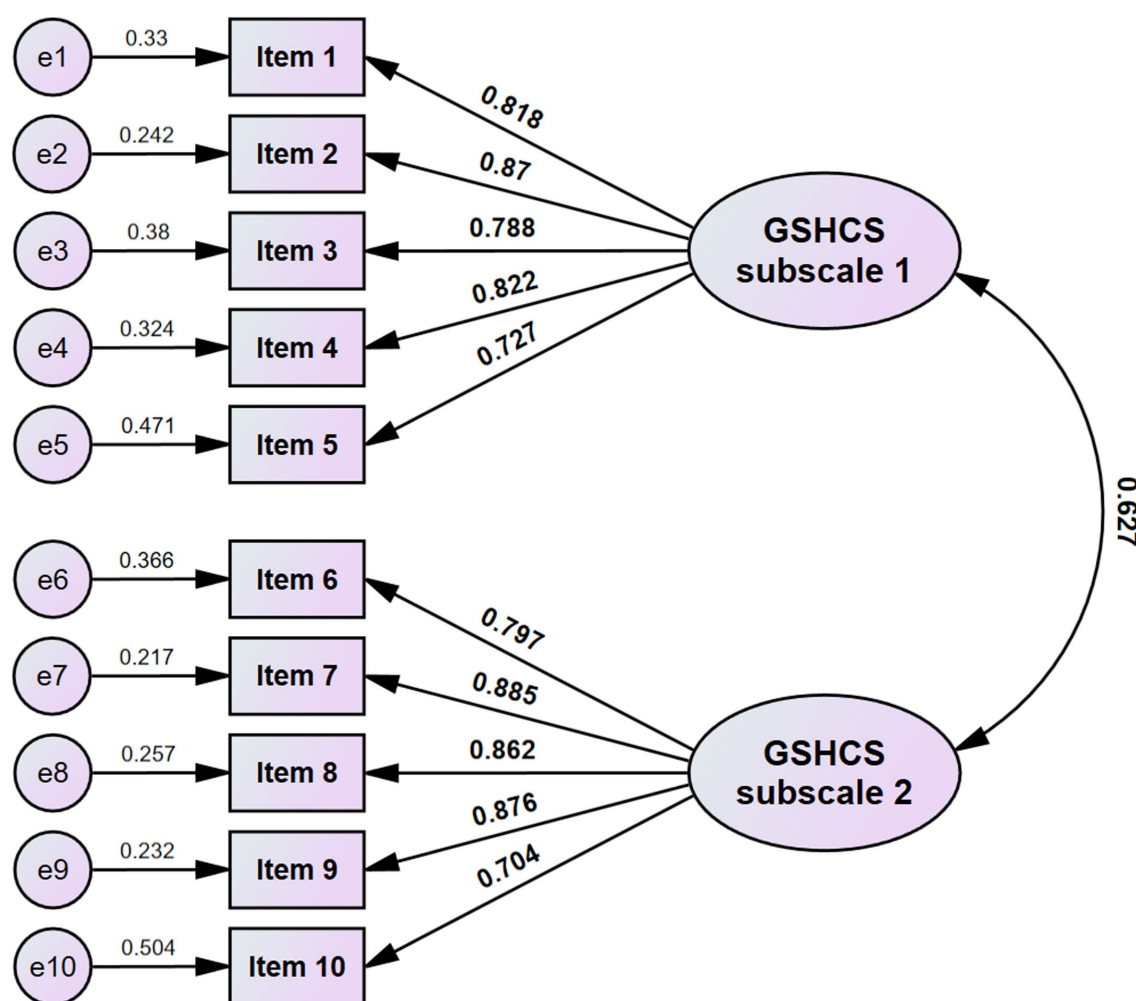 e1 0.33 Item 1
0.818
e2 0.242 Item 2
0.87
e3 0.38 Item 3
0.788
e4 0.324 Item 4
0.822
e5 0.471 Item 5
0.727
GSHCS
subscale 1
0.627
e6 0.366 Item 6
0.797
e7 0.217 Item 7
0.885
e8 0.257 Item 8
0.862
e9 0.232 Item 9
0.876
e10 0.504 Item 10
0.704
GSHCS
subscale 2